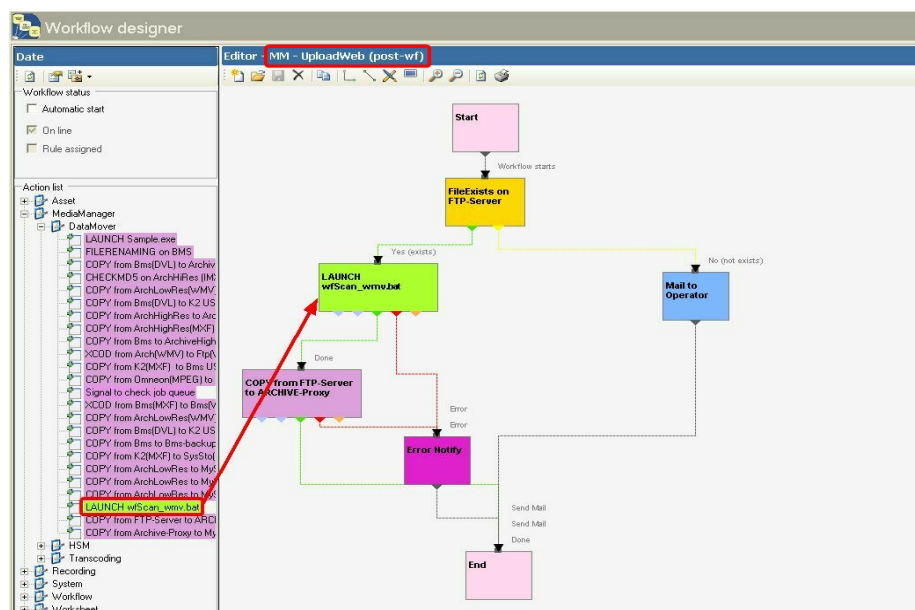 Workflow designer
Date
Workflow status
Automatic start
On line
Rule assigned
Action list
Asset
MediaManager
DataMover
LAUNCH Sample.exe
FILERENAMING on BMS
COPY from Bms(DVL) to Archiv
CHECKMD5 on ArchHiRes (IM
COPY from ArchLowRes(WMV
COPY from Bms(DVL) to K2 US
COPY from ArchHighRes to Arc
COPY from ArchHighRes(MXF)
COPY from Bms to ArchiveHigh
XCOD from Arch(WMV) to Ftp(
COPY from K2(MXF) to Bms U
COPY from Omneon(MPEG) to
Signal to check job queue
XCOD from Bms(MXF) to Bms(
COPY from ArchLowRes(WMV
COPY from Bms(DVL) to K2 US
COPY from Bms to Bms-backup
COPY from K2(MXF) to SysSto(
COPY from ArchLowRes to My
COPY from ArchLowRes to My
COPY from ArchLowRes to My
LAUNCH wfScan_wmv.bat
COPY from FTP-Server to ARC
COPY from Archive-Proxy to My
HSM
Transcoding
Recording
System
Workflow
Worksheet
Editor - MM - UploadWeb (post-wf)
Start
Workflow starts
FileExists on
FTP-Server
Yes (exists)
No (not exists)
LAUNCH
wfScan_wmv.bat
Mail to
Operator
Done
COPY from FTP-Server
to ARCHIVE-Proxy
Error
Error
Error Notify
Send Mail
Send Mail
Done
End